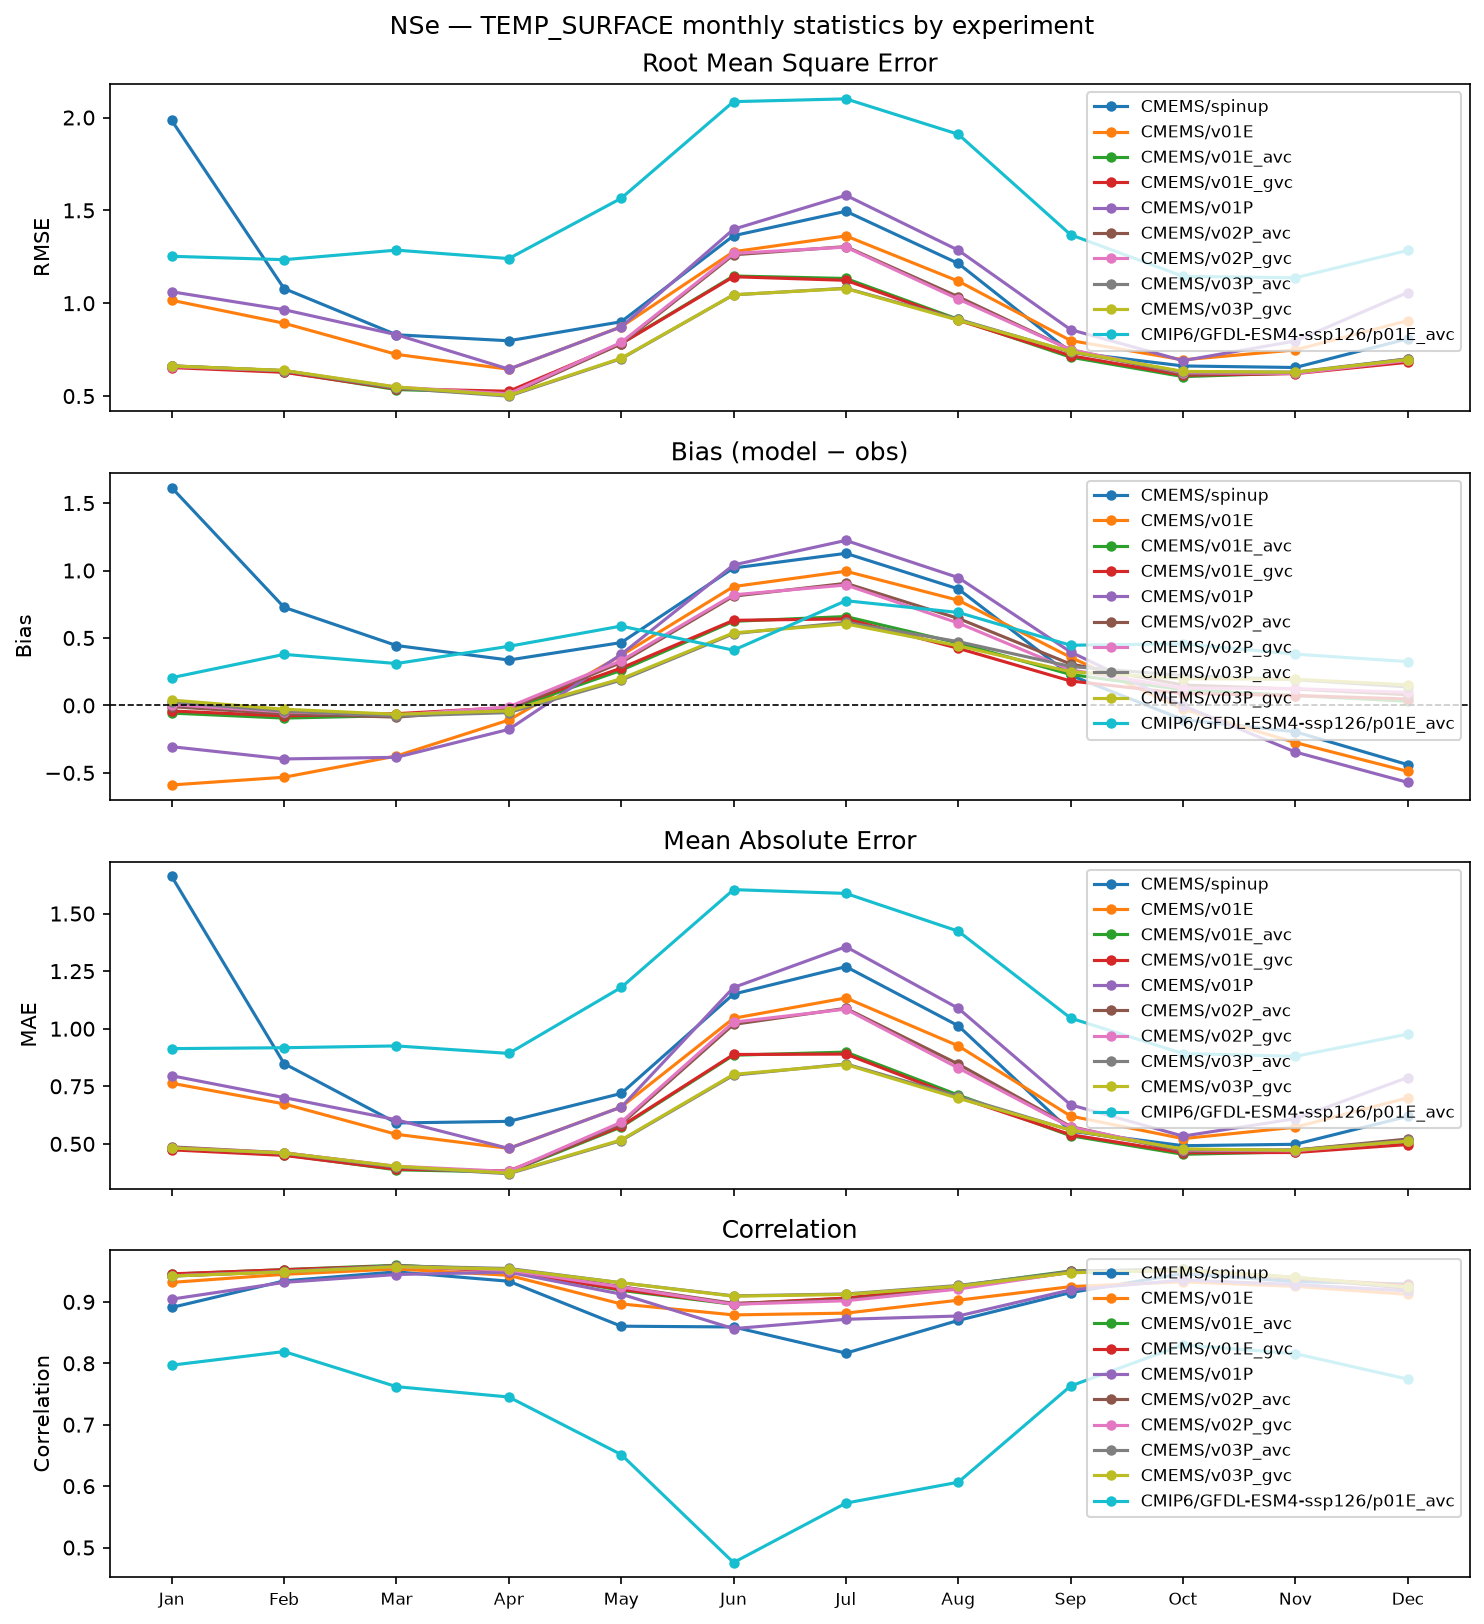 NSe — TEMP_SURFACE monthly statistics by experiment
Root Mean Square Error
RMSE
2.0
1.5
1.0
0.5
CMEMS/spinup
CMEMS/v01E
CMEMS/v01E_avc
CMEMS/v01E_gvc
CMEMS/v01P
CMEMS/v02P_avc
CMEMS/v02P_gvc
CMEMS/v03P_avc
CMEMS/v03P_gvc
CMIP6/GFDL-ESM4-ssp126/p01E_avc
Bias (model − obs)
Bias
1.5
1.0
0.5
0.0
−0.5
CMEMS/spinup
CMEMS/v01E
CMEMS/v01E_avc
CMEMS/v01E_gvc
CMEMS/v01P
CMEMS/v02P_avc
CMEMS/v02P_gvc
CMEMS/v03P_avc
CMEMS/v03P_gvc
CMIP6/GFDL-ESM4-ssp126/p01E_avc
Mean Absolute Error
MAE
1.50
1.25
1.00
0.75
0.50
CMEMS/spinup
CMEMS/v01E
CMEMS/v01E_avc
CMEMS/v01E_gvc
CMEMS/v01P
CMEMS/v02P_avc
CMEMS/v02P_gvc
CMEMS/v03P_avc
CMEMS/v03P_gvc
CMIP6/GFDL-ESM4-ssp126/p01E_avc
Correlation
Correlation
0.9
0.8
0.7
0.6
0.5
CMEMS/spinup
CMEMS/v01E
CMEMS/v01E_avc
CMEMS/v01E_gvc
CMEMS/v01P
CMEMS/v02P_avc
CMEMS/v02P_gvc
CMEMS/v03P_avc
CMEMS/v03P_gvc
CMIP6/GFDL-ESM4-ssp126/p01E_avc
Jan Feb Mar Apr May Jun Jul Aug Sep Oct Nov Dec